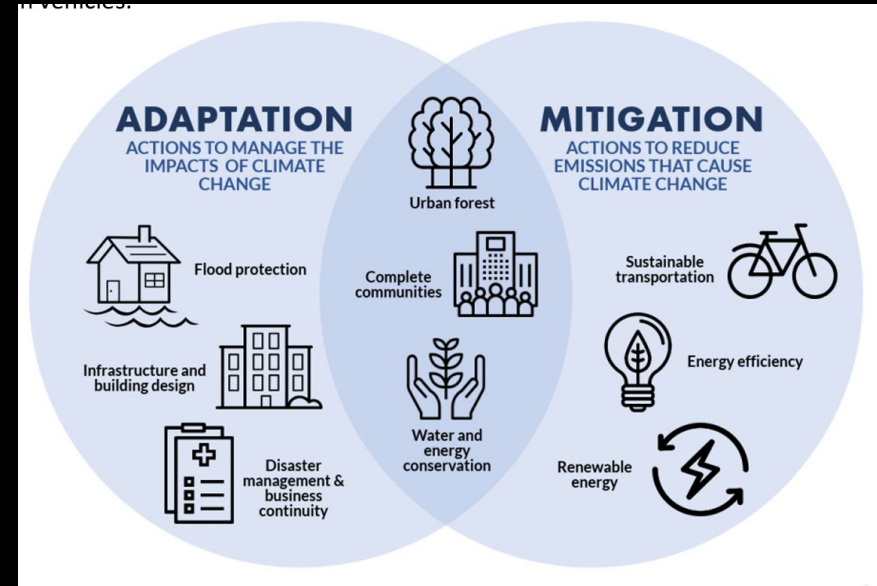 n vehicles.
ADAPTATION
ACTIONS TO MANAGE THE
IMPACTS OF CLIMATE
CHANGE
Flood protection
Infrastructure and
building design
Disaster
management &
business
continuity
Urban forest
Complete
communities
Water and
energy
conservation
MITIGATION
ACTIONS TO REDUCE
EMISSIONS THAT CAUSE
CLIMATE CHANGE
Sustainable
transportation
Energy efficiency
Renewable
energy